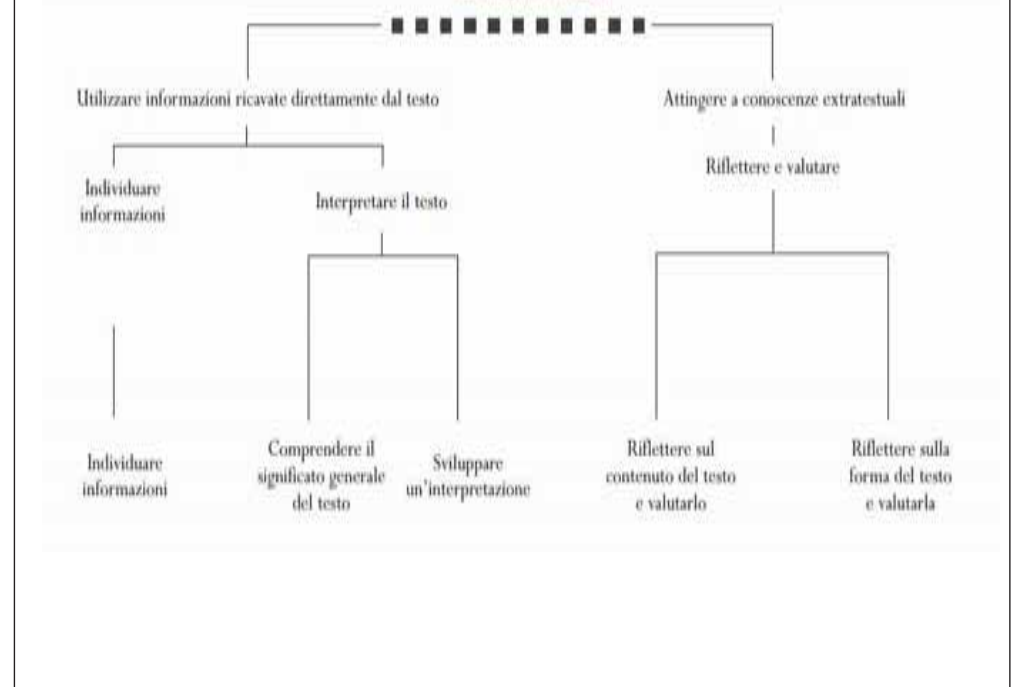 Utilizzare informazioni ricavate direttamente dal testo
Attingere a conoscenze extratestuali
Individuare
informazioni
Interpretare il testo
Riflettere e valutare
Individuare
informazioni
Comprendere il
significato generale
del testo
Sviluppare
un'interpretazione
Riflettere sul
contenuto del testo
e valutarlo
Riflettere sulla
forma del testo
e valutarla